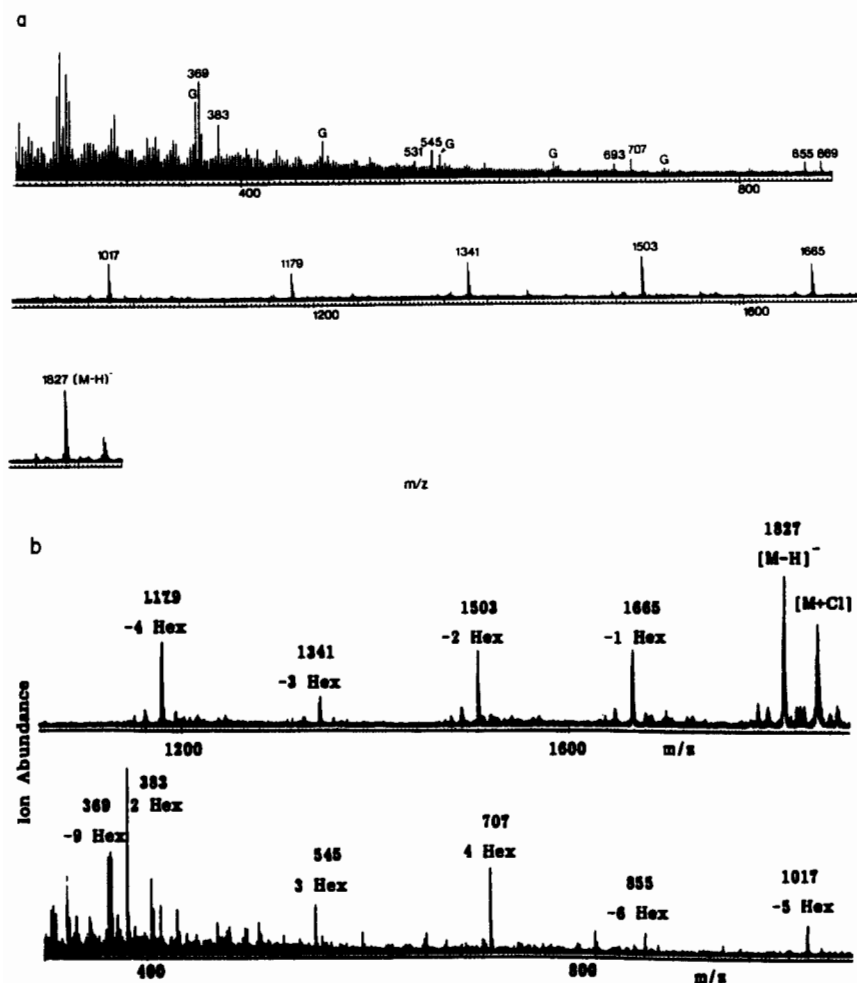 a
369
G
383
G
531
545
G
G
693
707
G
855
869
400
800
1017
1179
1341
1503
1665
1200
1600
1827 (M-H)⁻
m/z
b
1827
[M-H]⁻
[M+Cl]
1179
-4 Hex
1341
-3 Hex
1503
-2 Hex
1665
-1 Hex
1200
1600
m/z
Ion Abundance
369
-9 Hex
383
2 Hex
545
3 Hex
707
4 Hex
855
-6 Hex
1017
-5 Hex
400
800
m/z